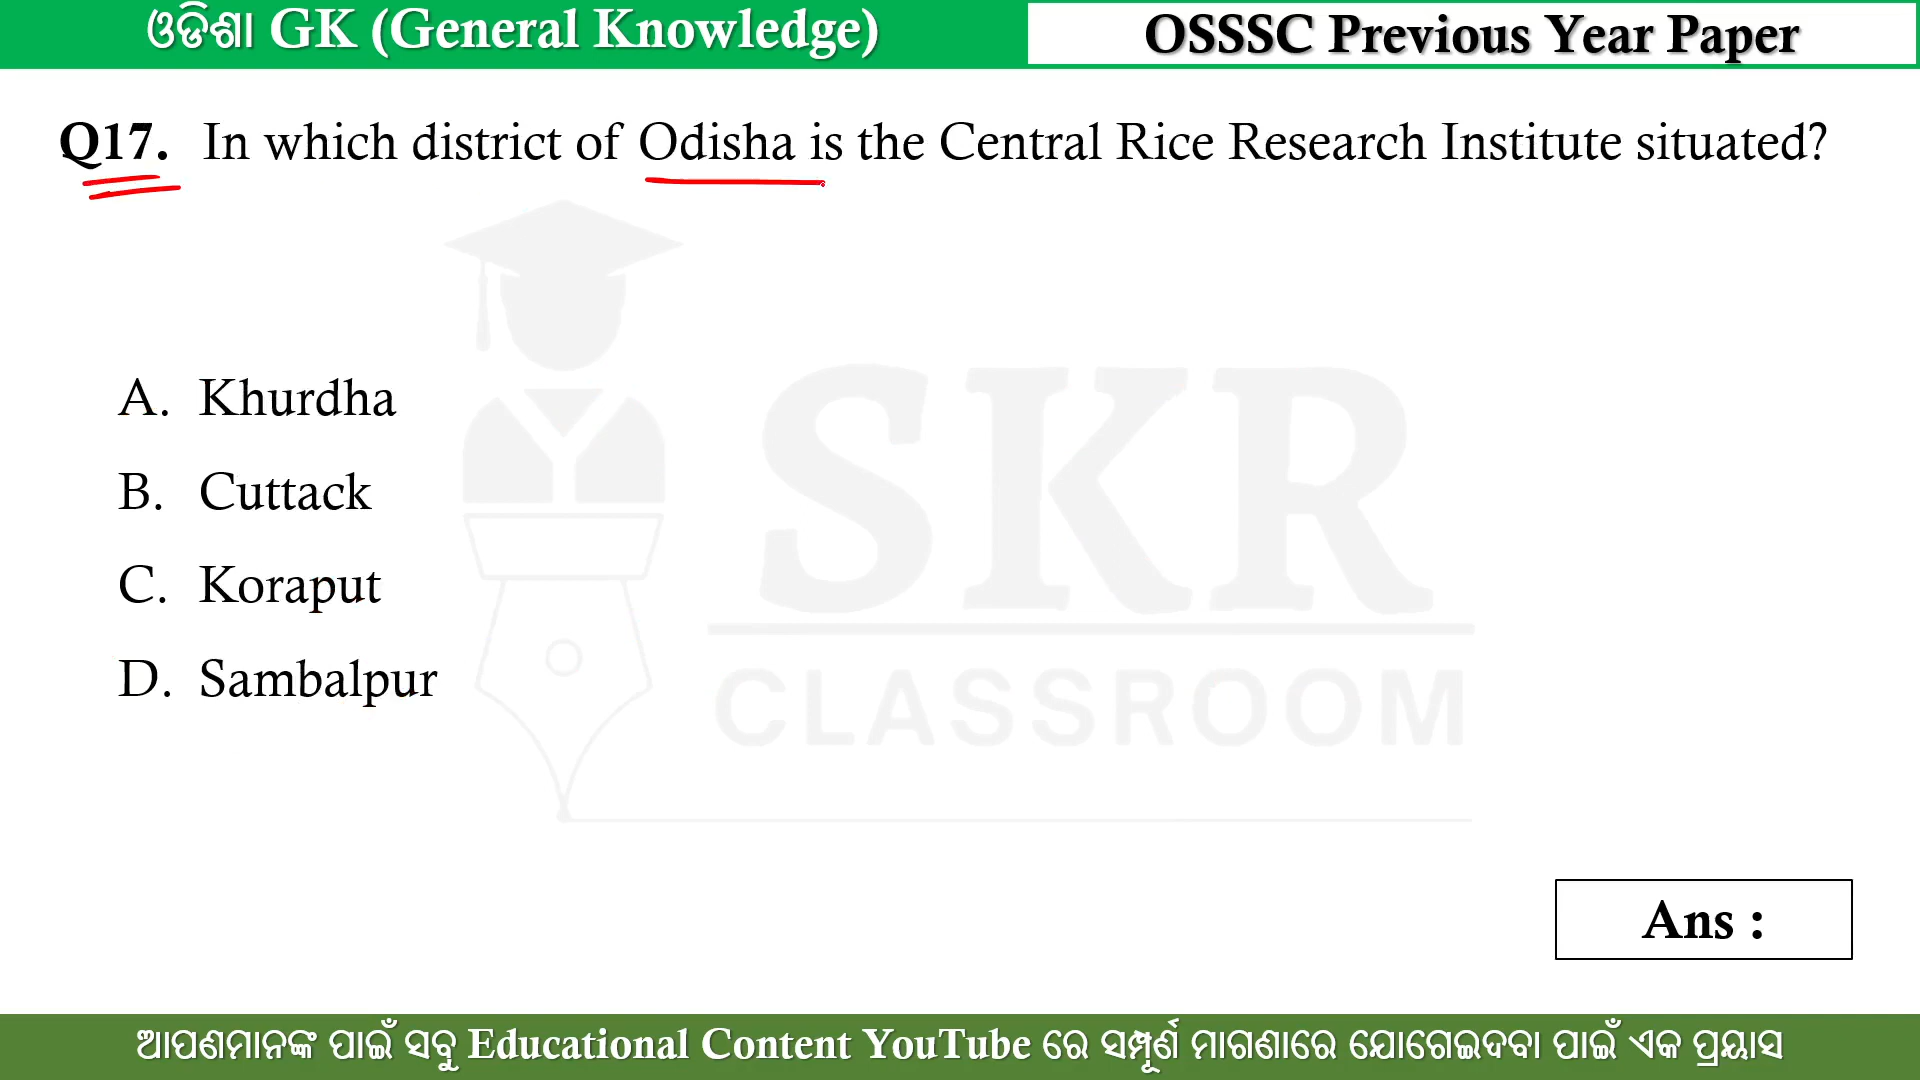 ଓଡିଶା GK (General Knowledge)
OSSSC Previous Year Paper
Q17. In which district of Odisha is the Central Rice Research Institute situated?
A. Khurdha
B. Cuttack
C. Koraput
D. Sambalpur
SKR
CLASSROOM
Ans :
ଆପଣମାନଙ୍କ ପାଇଁ ସବୁ Educational Content YouTube ରେ ସମ୍ପୂର୍ଣ ମାଗଣାରେ ଯୋଗେଇଦବା ପାଇଁ ଏକ ପ୍ରୟାସ